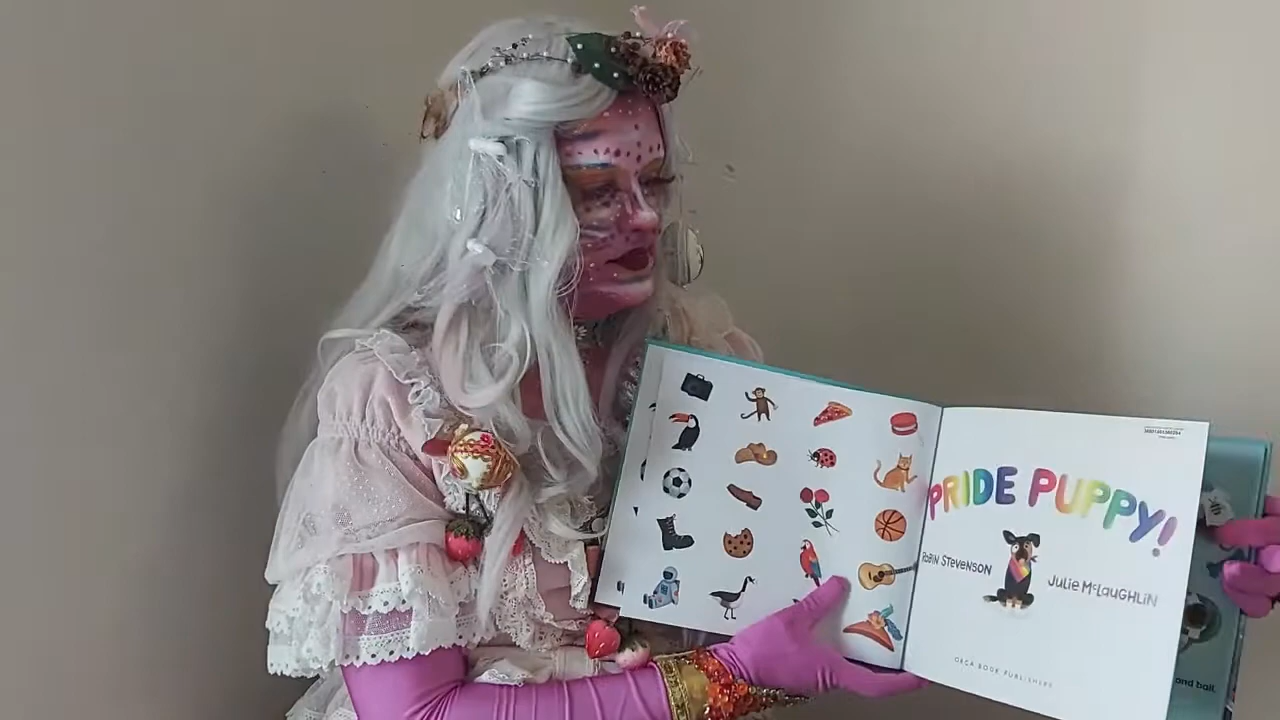 PRIDE PUPPY!
ROBIN STEVENSON
JULIE McLAUGHLIN
ORCA BOOK PUBLISHERS
and ball.